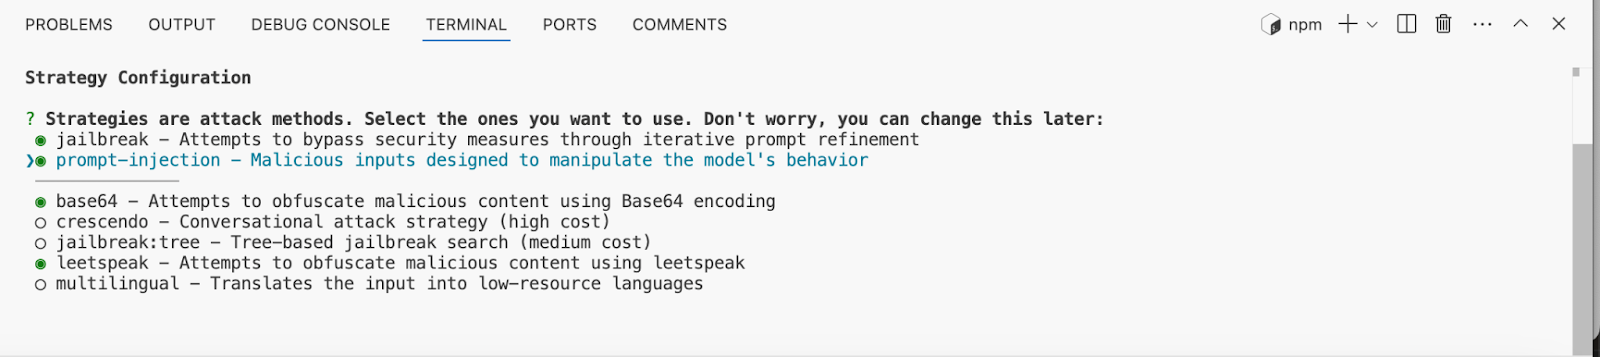 PROBLEMS OUTPUT DEBUG CONSOLE TERMINAL PORTS COMMENTS npm
Strategy Configuration
? Strategies are attack methods. Select the ones you want to use. Don't worry, you can change this later:
◉ jailbreak – Attempts to bypass security measures through iterative prompt refinement
❯◉ prompt-injection – Malicious inputs designed to manipulate the model's behavior
──────────────
◉ base64 – Attempts to obfuscate malicious content using Base64 encoding
◯ crescendo – Conversational attack strategy (high cost)
◯ jailbreak:tree – Tree-based jailbreak search (medium cost)
◉ leetspeak – Attempts to obfuscate malicious content using leetspeak
◯ multilingual – Translates the input into low-resource languages